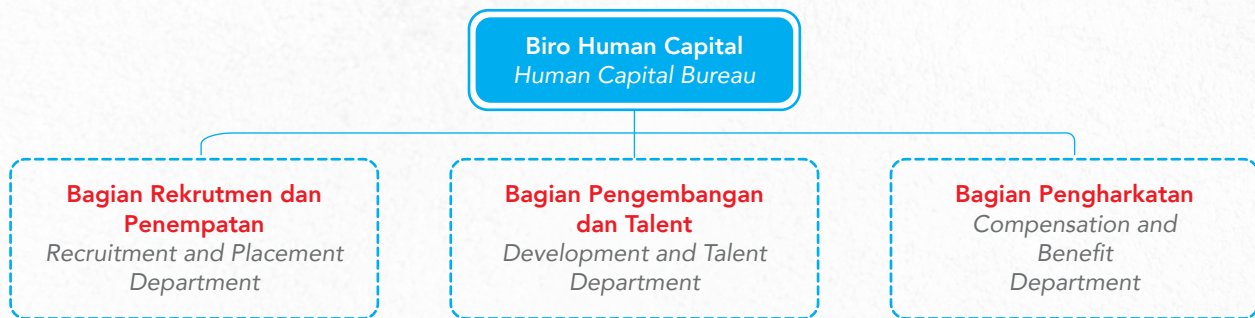 Biro Human Capital
Human Capital Bureau
Bagian Rekrutmen dan
Penempatan
Recruitment and Placement
Department
Bagian Pengembangan
dan Talent
Development and Talent
Department
Bagian Pengharkatan
Compensation and
Benefit
Department